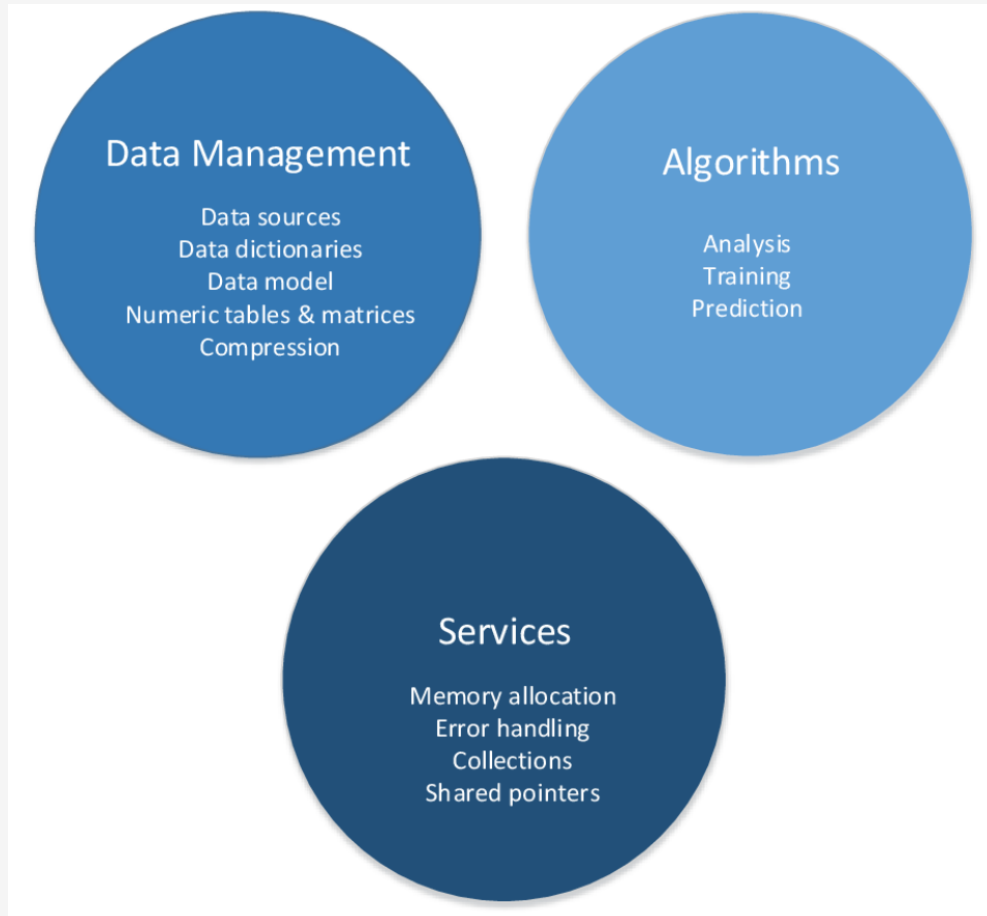 Data Management
Data sources
Data dictionaries
Data model
Numeric tables & matrices
Compression
Algorithms
Analysis
Training
Prediction
Services
Memory allocation
Error handling
Collections
Shared pointers